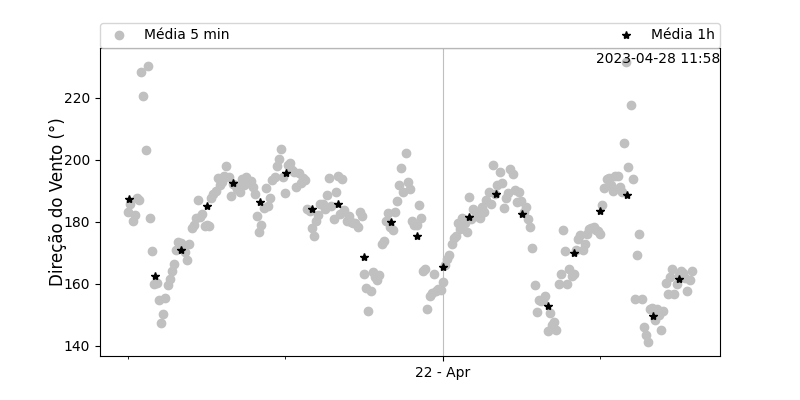 Média 5 min
Média 1h
2023-04-28 11:58
Direção do Vento (°)
220
200
180
160
140
22 - Apr